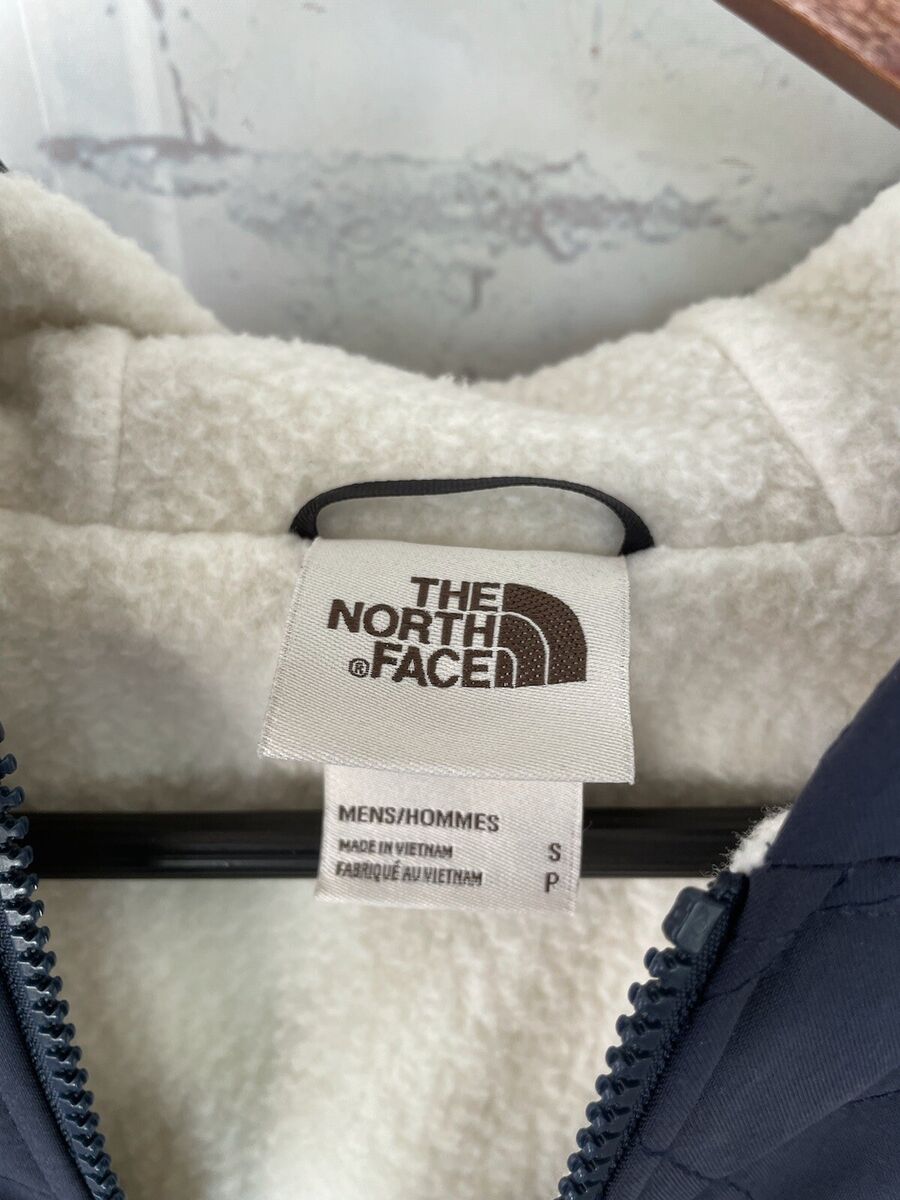 THE
NORTH
®FACE
MENS/HOMMES
MADE IN VIETNAM S
FABRIQUÉ AU VIETNAM P